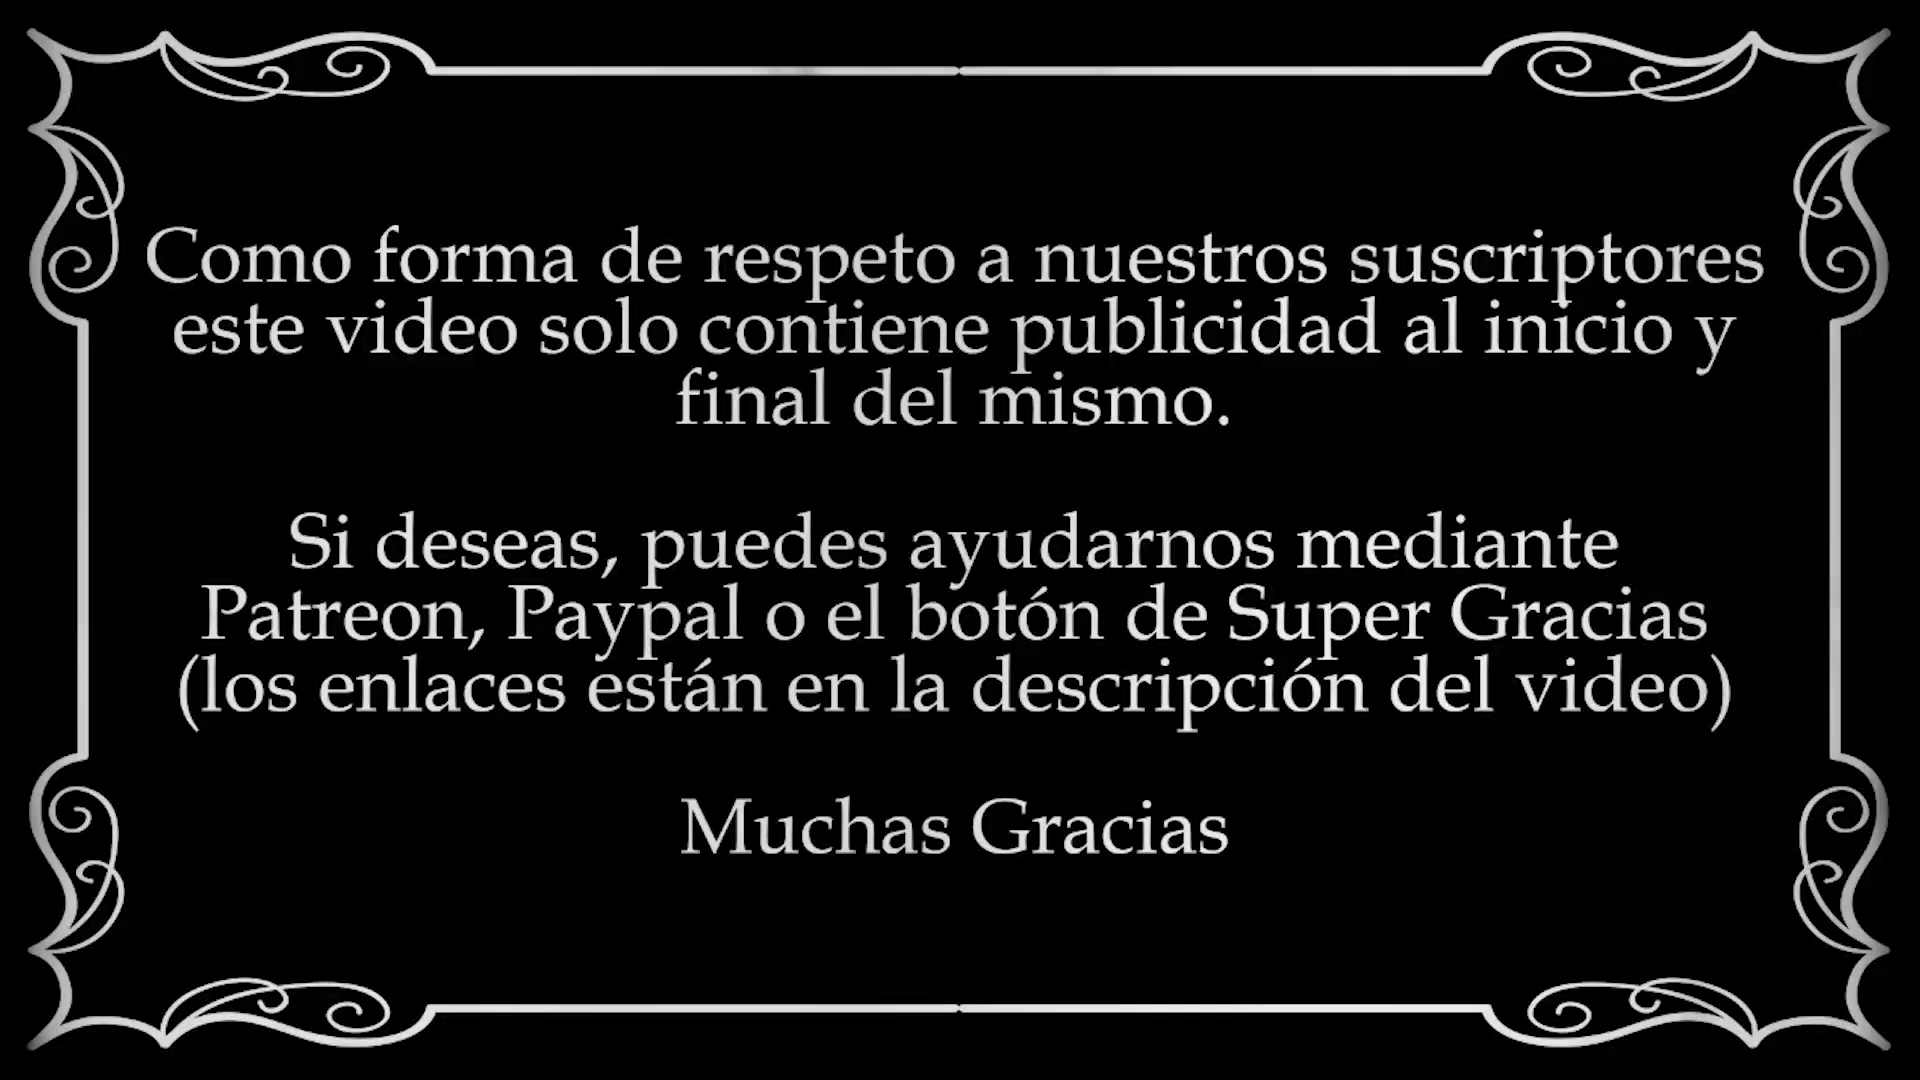 Como forma de respeto a nuestros suscriptores
este video solo contiene publicidad al inicio y
final del mismo.
Si deseas, puedes ayudarnos mediante
Patreon, Paypal o el botón de Super Gracias
(los enlaces están en la descripción del video)
Muchas Gracias